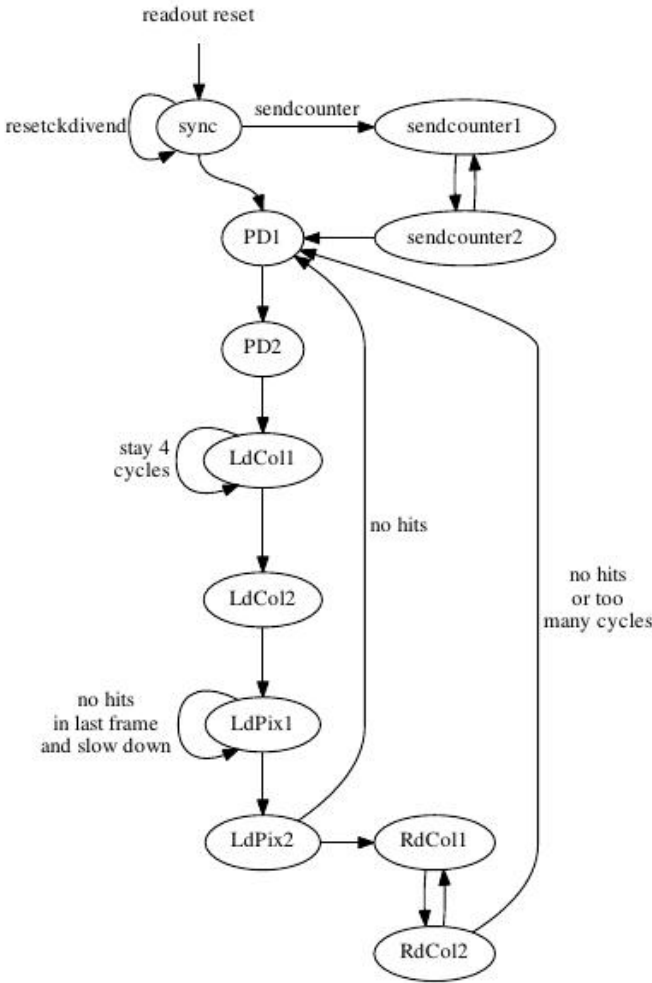 readout reset
resetckdivend
sync
sendcounter
sendcounter1
PD1
sendcounter2
PD2
stay 4
cycles
LdCol1
no hits
LdCol2
no hits
or too
many cycles
no hits
in last frame
and slow down
LdPix1
LdPix2
RdCol1
RdCol2